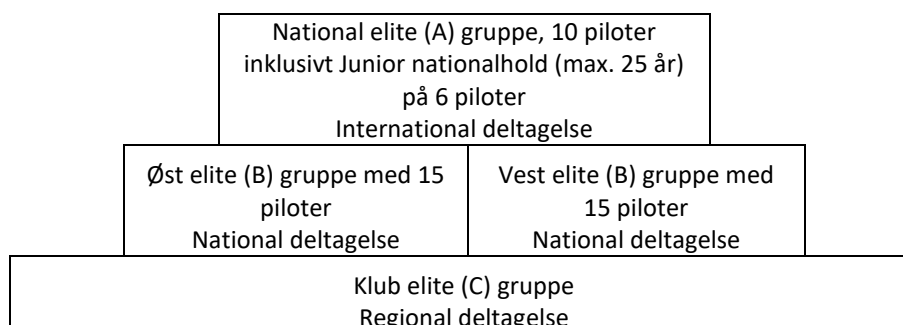 National elite (A) gruppe, 10 piloter
inklusivt Junior nationalhold (max. 25 år)
på 6 piloter
International deltagelse
Øst elite (B) gruppe med 15
piloter
National deltagelse
Vest elite (B) gruppe med
15 piloter
National deltagelse
Klub elite (C) gruppe
Regional deltagelse